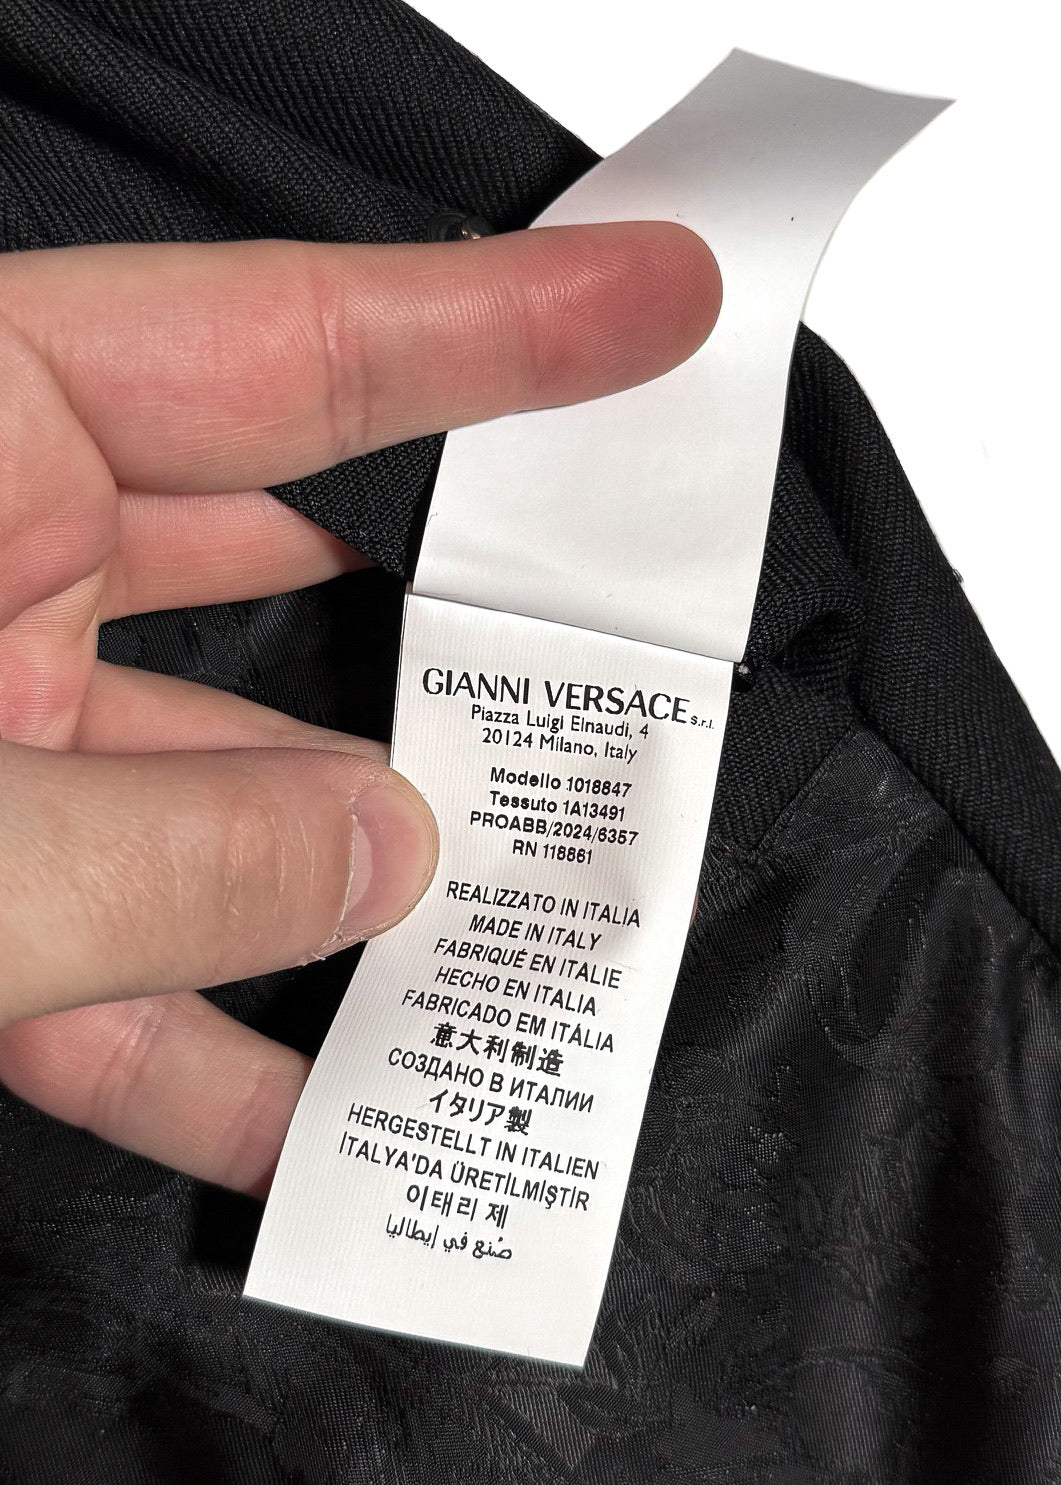 GIANNI VERSACE s.r.l.
Piazza Luigi Einaudi, 4
20124 Milano, Italy
Modello 1018847
Tessuto 1A13491
PROABB/2024/6357
RN 118861
REALIZZATO IN ITALIA
MADE IN ITALY
FABRIQUÉ EN ITALIE
HECHO EN ITALIA
FABRICADO EM ITÁLIA
意大利制造
СОЗДАНО В ИТАЛИИ
イタリア製
HERGESTELLT IN ITALIEN
İTALYA'DA ÜRETİLMİŞTİR
이태리 제
صُنع في إيطاليا